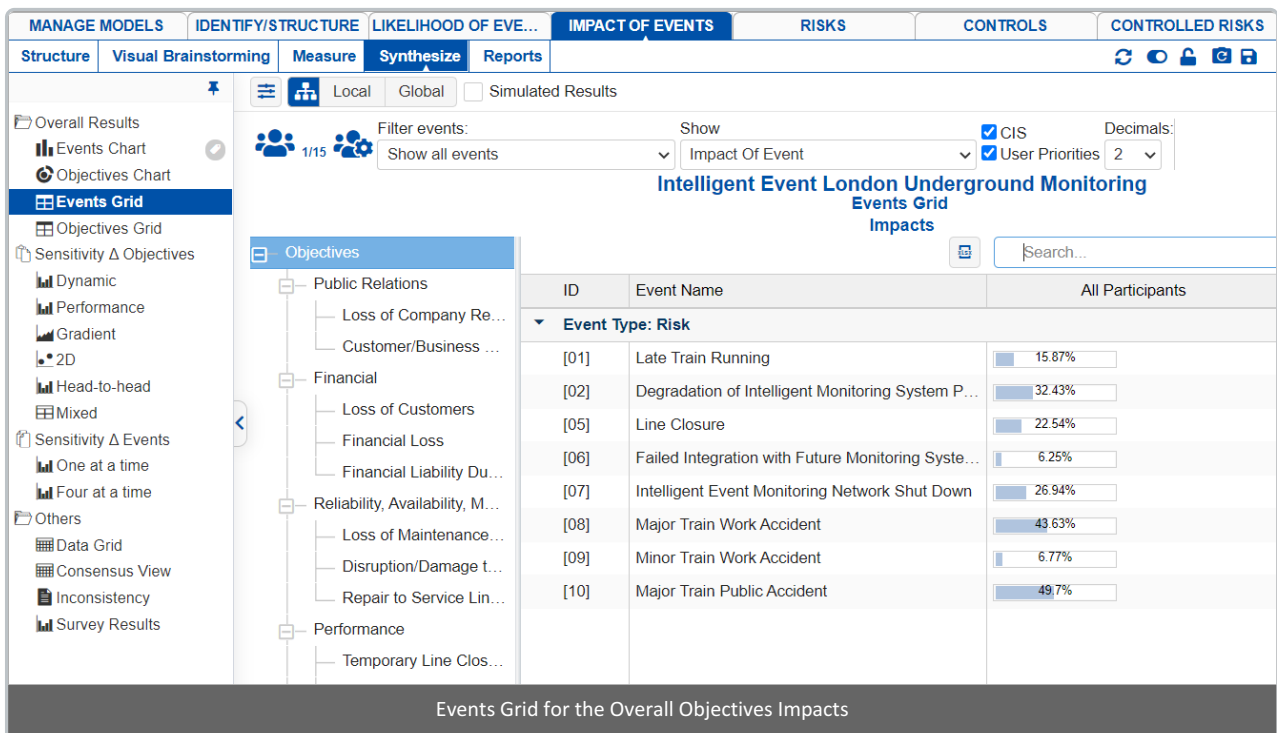 MANAGE MODELS IDENTIFY/STRUCTURE LIKELIHOOD OF EVE... IMPACT OF EVENTS RISKS CONTROLS CONTROLLED RISKS
Structure Visual Brainstorming Measure Synthesize Reports
Local Global Simulated Results
Overall Results
Events Chart
Objectives Chart
Events Grid
Objectives Grid
Sensitivity Δ Objectives
Dynamic
Performance
Gradient
2D
Head-to-head
Mixed
Sensitivity Δ Events
One at a time
Four at a time
Others
Data Grid
Consensus View
Inconsistency
Survey Results
1/15
Filter events:
Show all events
Show
Impact Of Event
CIS
User Priorities
Decimals:
2
Intelligent Event London Underground Monitoring
Events Grid
Impacts
Objectives
Public Relations
Loss of Company Re...
Customer/Business ...
Financial
Loss of Customers
Financial Loss
Financial Liability Du...
Reliability, Availability, M...
Loss of Maintenance...
Disruption/Damage t...
Repair to Service Lin...
Performance
Temporary Line Clos...
XLSX
Search...
ID Event Name All Participants
Event Type: Risk
[01] Late Train Running 15.87%
[02] Degradation of Intelligent Monitoring System P... 32.43%
[05] Line Closure 22.54%
[06] Failed Integration with Future Monitoring Syste... 6.25%
[07] Intelligent Event Monitoring Network Shut Down 26.94%
[08] Major Train Work Accident 43.63%
[09] Minor Train Work Accident 6.77%
[10] Major Train Public Accident 49.7%
Events Grid for the Overall Objectives Impacts